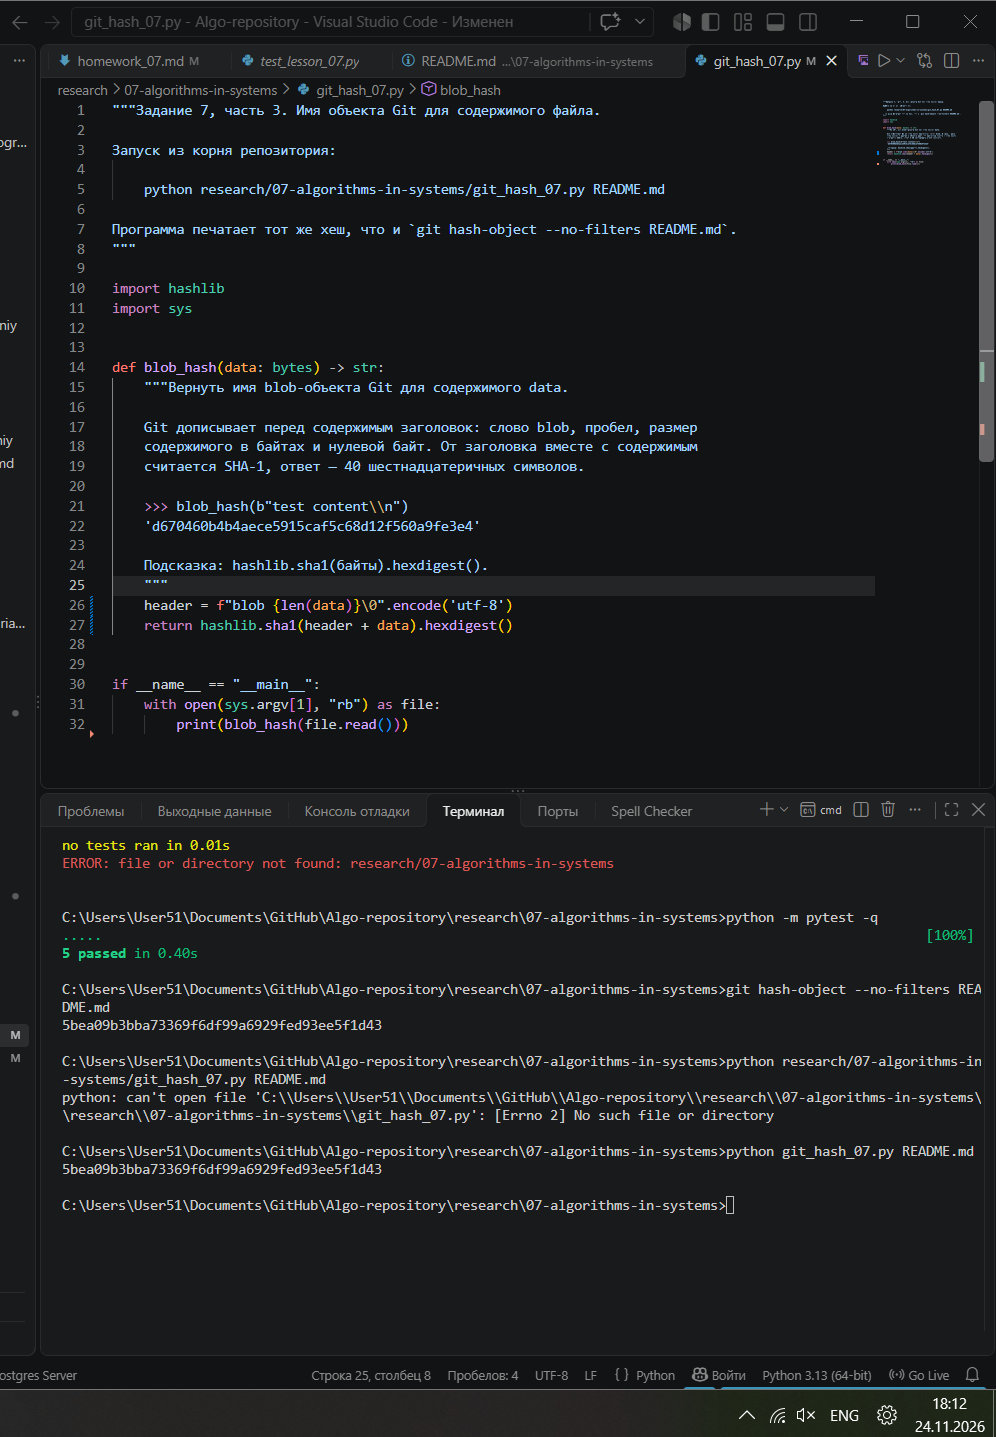 git_hash_07.py - Algo-repository - Visual Studio Code - Изменен
homework_07.md M
test_lesson_07.py
README.md ...\07-algorithms-in-systems
git_hash_07.py M
research > 07-algorithms-in-systems > git_hash_07.py > blob_hash
1 """Задание 7, часть 3. Имя объекта Git для содержимого файла.
2
3 Запуск из корня репозитория:
4
5 python research/07-algorithms-in-systems/git_hash_07.py README.md
6
7 Программа печатает тот же хеш, что и `git hash-object --no-filters README.md`.
8 """
9
10 import hashlib
11 import sys
12
13
14 def blob_hash(data: bytes) -> str:
15 """Вернуть имя blob-объекта Git для содержимого data.
16
17 Git дописывает перед содержимым заголовок: слово blob, пробел, размер
18 содержимого в байтах и нулевой байт. От заголовка вместе с содержимым
19 считается SHA-1, ответ — 40 шестнадцатеричных символов.
20
21 >>> blob_hash(b"test content\\n")
22 'd670460b4b4aece5915caf5c68d12f560a9fe3e4'
23
24 Подсказка: hashlib.sha1(байты).hexdigest().
25 """
26 header = f"blob {len(data)}\0".encode('utf-8')
27 return hashlib.sha1(header + data).hexdigest()
28
29
30 if __name__ == "__main__":
31 with open(sys.argv[1], "rb") as file:
32 print(blob_hash(file.read()))
ogr...
niy
niy
md
ria...
M
M
Проблемы Выходные данные Консоль отладки Терминал Порты Spell Checker
cmd
no tests ran in 0.01s
ERROR: file or directory not found: research/07-algorithms-in-systems
C:\Users\User51\Documents\GitHub\Algo-repository\research\07-algorithms-in-systems>python -m pytest -q
..... [100%]
5 passed in 0.40s
C:\Users\User51\Documents\GitHub\Algo-repository\research\07-algorithms-in-systems>git hash-object --no-filters REA
DME.md
5bea09b3bba73369f6df99a6929fed93ee5f1d43
C:\Users\User51\Documents\GitHub\Algo-repository\research\07-algorithms-in-systems>python research/07-algorithms-in
-systems/git_hash_07.py README.md
python: can't open file 'C:\\Users\\User51\\Documents\\GitHub\\Algo-repository\\research\\07-algorithms-in-systems\
\research\\07-algorithms-in-systems\\git_hash_07.py': [Errno 2] No such file or directory
C:\Users\User51\Documents\GitHub\Algo-repository\research\07-algorithms-in-systems>python git_hash_07.py README.md
5bea09b3bba73369f6df99a6929fed93ee5f1d43
C:\Users\User51\Documents\GitHub\Algo-repository\research\07-algorithms-in-systems>
ostgres Server
Строка 25, столбец 8 Пробелов: 4 UTF-8 LF { } Python Войти Python 3.13 (64-bit) Go Live
ENG
18:12
24.11.2026